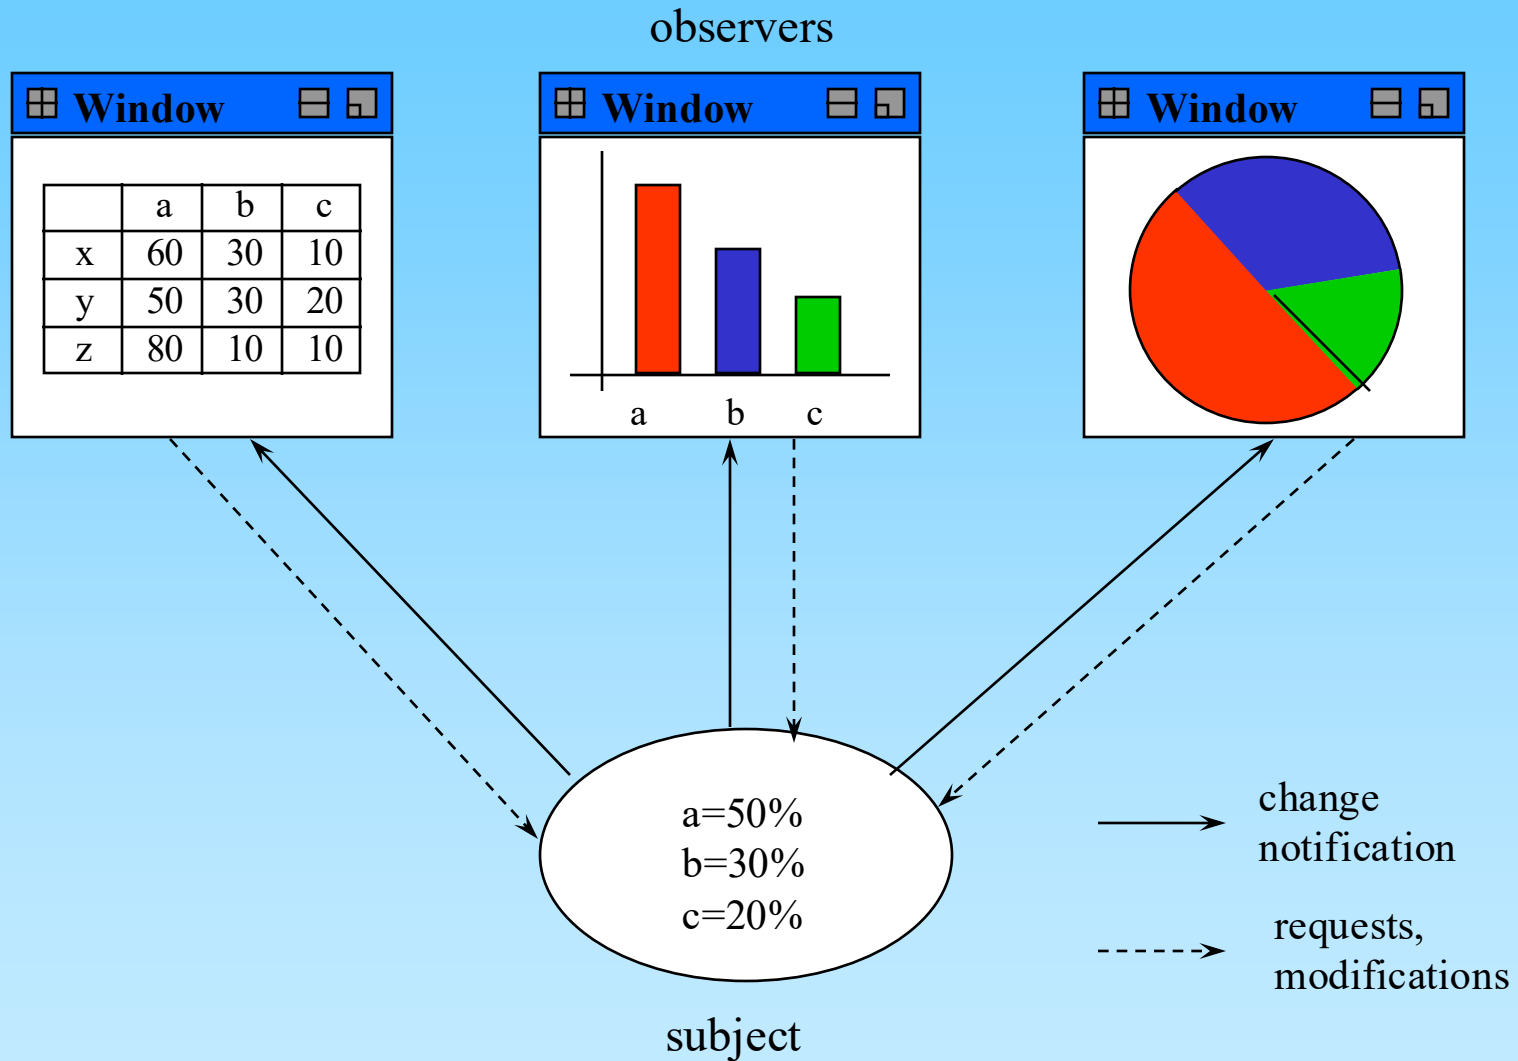 observers
Window
a b c
x 60 30 10
y 50 30 20
z 80 10 10
Window
a b c
Window
a=50%
b=30%
c=20%
subject
change
notification
requests,
modifications